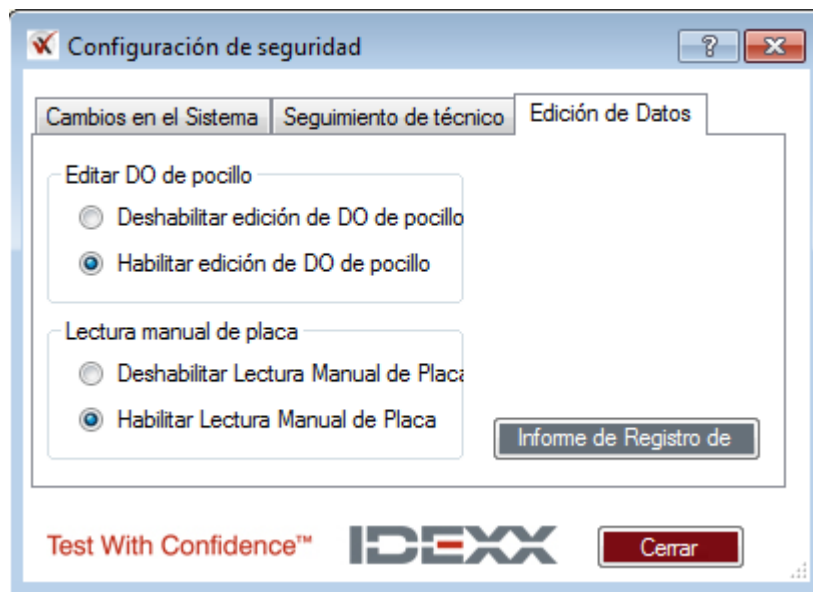 Configuración de seguridad
Cambios en el Sistema Seguimiento de técnico Edición de Datos
Editar DO de pocillo
Deshabilitar edición de DO de pocillo
Habilitar edición de DO de pocillo
Lectura manual de placa
Deshabilitar Lectura Manual de Placa
Habilitar Lectura Manual de Placa
Informe de Registro de
Test With Confidence™ IDEXX Cerrar